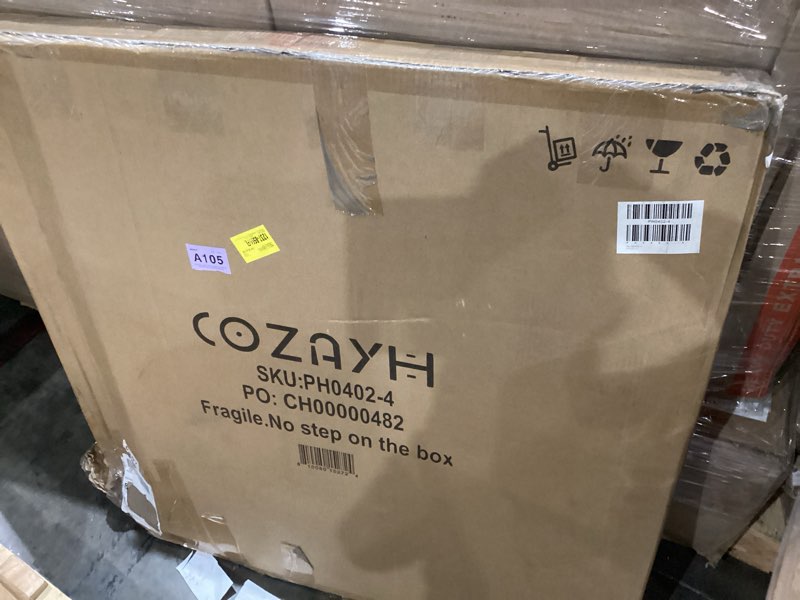 A105
COZAYH
SKU:PH0402-4
PO: CH00000482
Fragile.No step on the box